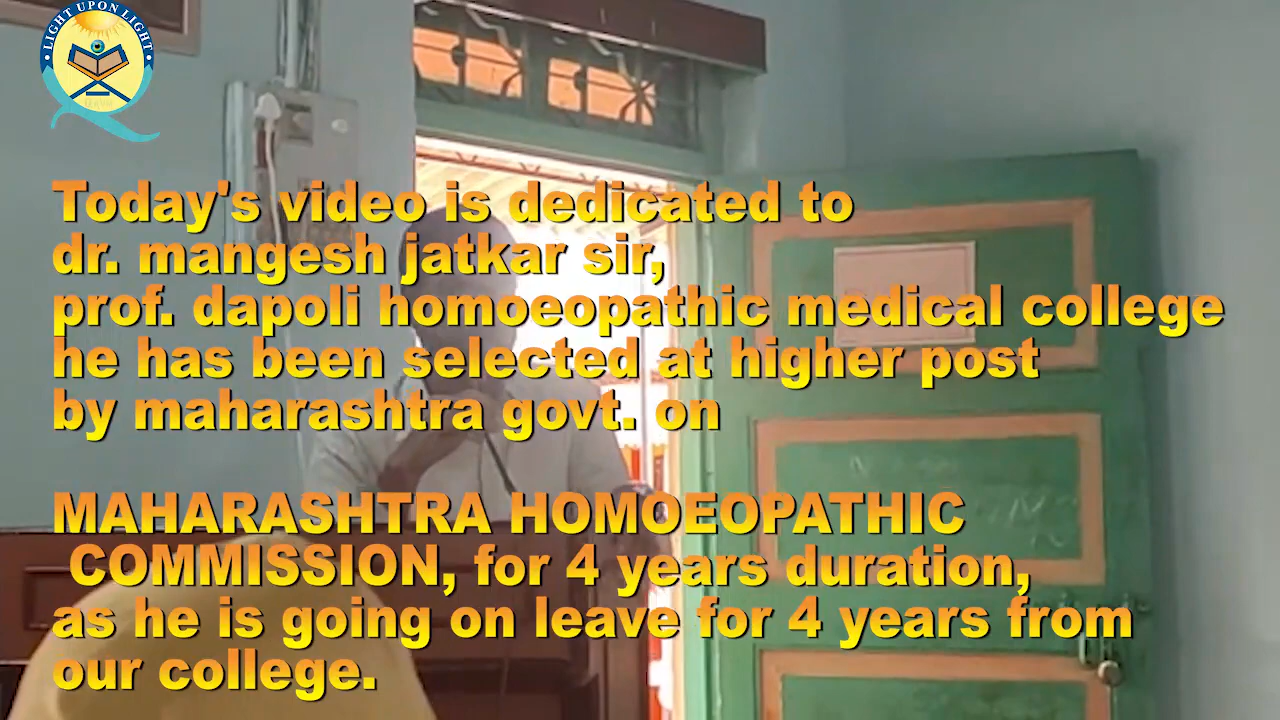 LIGHT UPON LIGHT
Today's video is dedicated to
dr. mangesh jatkar sir,
prof. dapoli homoeopathic medical college
he has been selected at higher post
by maharashtra govt. on
MAHARASHTRA HOMOEOPATHIC
COMMISSION, for 4 years duration,
as he is going on leave for 4 years from
our college.